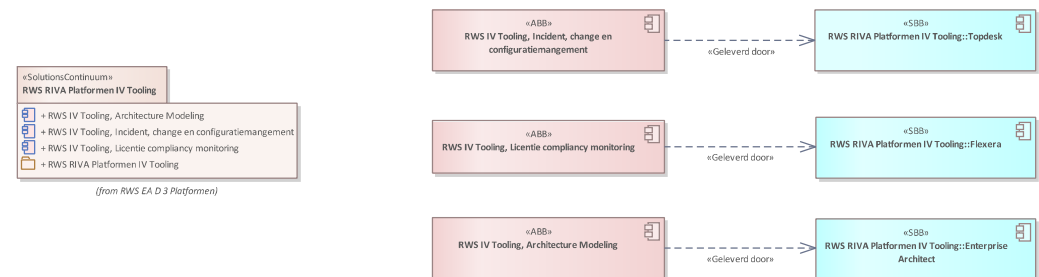 «SolutionsContinuum»
RWS RIVA Platformen IV Tooling
+ RWS IV Tooling, Architecture Modeling
+ RWS IV Tooling, Incident, change en configuratiemangement
+ RWS IV Tooling, Licentie compliancy monitoring
+ RWS RIVA Platformen IV Tooling
(from RWS EA D 3 Platformen)
«ABB»
RWS IV Tooling, Incident, change en
configuratiemangement
«Geleverd door»
«SBB»
RWS RIVA Platformen IV Tooling::Topdesk
«ABB»
RWS IV Tooling, Licentie compliancy monitoring
«Geleverd door»
«SBB»
RWS RIVA Platformen IV Tooling::Flexera
«ABB»
RWS IV Tooling, Architecture Modeling
«Geleverd door»
«SBB»
RWS RIVA Platformen IV Tooling::Enterprise
Architect